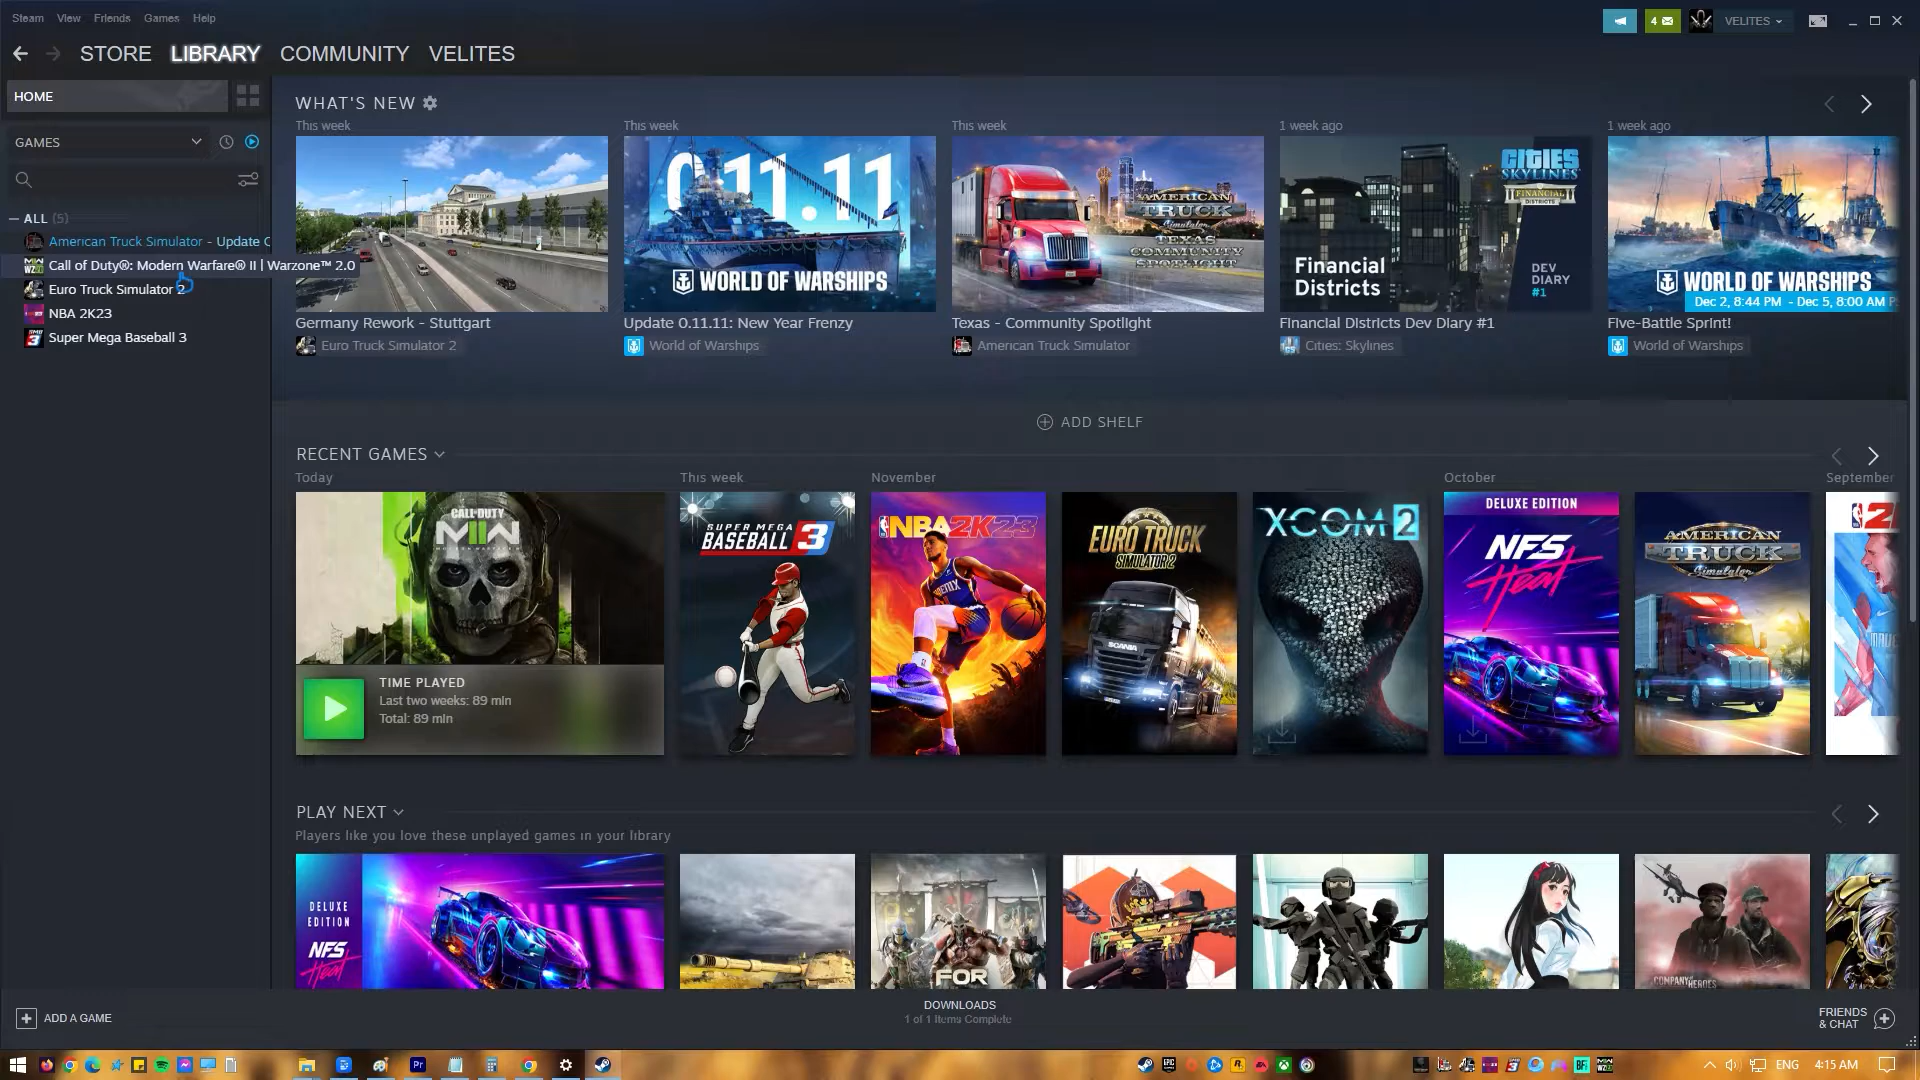 Steam View Friends Games Help
4 VELITES
STORE LIBRARY COMMUNITY VELITES
HOME
GAMES
ALL (5)
American Truck Simulator - Update
Call of Duty®: Modern Warfare® II | Warzone™ 2.0
Euro Truck Simulator 2
NBA 2K23
Super Mega Baseball 3
WHAT'S NEW
This week This week This week 1 week ago 1 week ago
0.11.11
WORLD OF WARSHIPS
AMERICAN TRUCK Simulator
TEXAS
COMMUNITY
SPOTLIGHT
CITIES SKYLINES
FINANCIAL DISTRICTS
Financial
Districts
DEV
DIARY
#1
WORLD OF WARSHIPS
Dec 2, 8:44 PM - Dec 5, 8:00 AM
Germany Rework - Stuttgart
Euro Truck Simulator 2
Update 0.11.11: New Year Frenzy
World of Warships
Texas - Community Spotlight
American Truck Simulator
Financial Districts Dev Diary #1
Cities: Skylines
Five-Battle Sprint!
World of Warships
ADD SHELF
RECENT GAMES
Today This week November October September
CALL OF DUTY
MWII
MODERN WARFARE II
TIME PLAYED
Last two weeks: 89 min
Total: 89 min
SUPER MEGA
BASEBALL 3
NBA 2K23
EURO TRUCK
SIMULATOR 2
SCANIA
XCOM 2
DELUXE EDITION
NFS
Heat
AMERICAN
TRUCK
Simulator
PLAY NEXT
Players like you love these unplayed games in your library
DELUXE
EDITION
NFS
Heat
FOR
COMPANY HEROES
ADD A GAME
DOWNLOADS
1 of 1 Items Complete
FRIENDS
& CHAT
Pr
ENG 4:15 AM